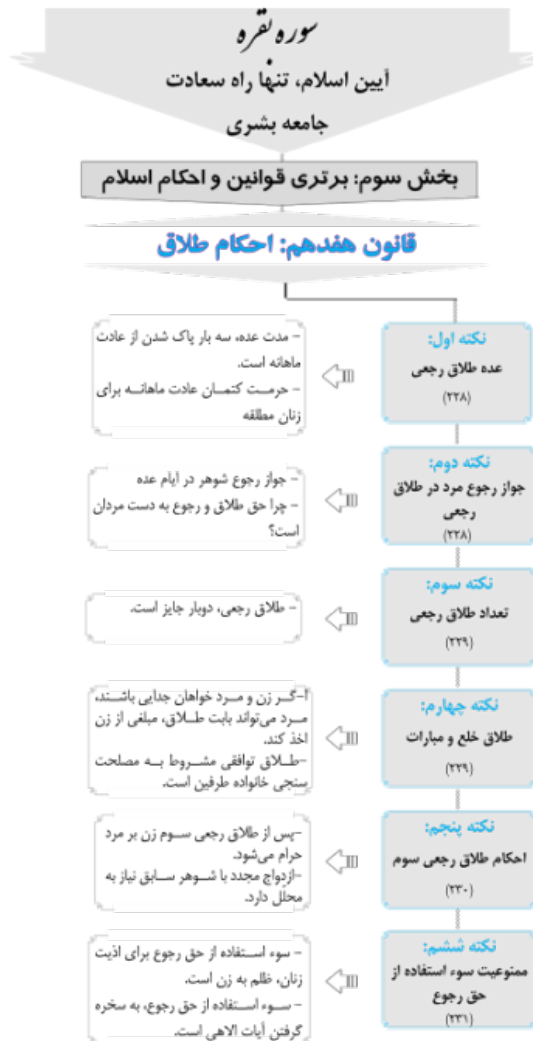 سوره بقره
آیین اسلام، تنها راه سعادت
جامعه بشری
بخش سوم: برتری قوانین و احکام اسلام
قانون هفدهم: احکام طلاق
نکته اول:
عده طلاق رجعی
(۲۲۸)
- مدت عده، سه بار پاک شدن از عادت
ماهانه است.
- حرمت کتمان عادت ماهانه برای
زنان مطلقه
نکته دوم:
جواز رجوع مرد در طلاق
رجعی
(۲۲۸)
- جواز رجوع شوهر در ایام عده
- چرا حق طلاق و رجوع به دست مردان
است؟
نکته سوم:
تعداد طلاق رجعی
(۲۲۹)
- طلاق رجعی، دوبار جایز است.
نکته چهارم:
طلاق خلع و مبارات
(۲۲۹)
آ-گر زن و مرد خواهان جدایی باشند،
مرد می‌تواند بابت طلاق، مبلغی از زن
اخذ کند.
-طلاق توافقی مشروط به مصلحت
سنجی خانواده طرفین است.
نکته پنجم:
احکام طلاق رجعی سوم
(۲۳۰)
-پس از طلاق رجعی سوم زن بر مرد
حرام می‌شود.
-ازدواج مجدد با شوهر سابق نیاز به
محلل دارد.
نکته ششم:
ممنوعیت سوء استفاده از
حق رجوع
(۲۳۱)
- سوء استفاده از حق رجوع برای اذیت
زنان، ظلم به زن است.
- سوء استفاده از حق رجوع، به سخره
گرفتن آیات الاهی است.